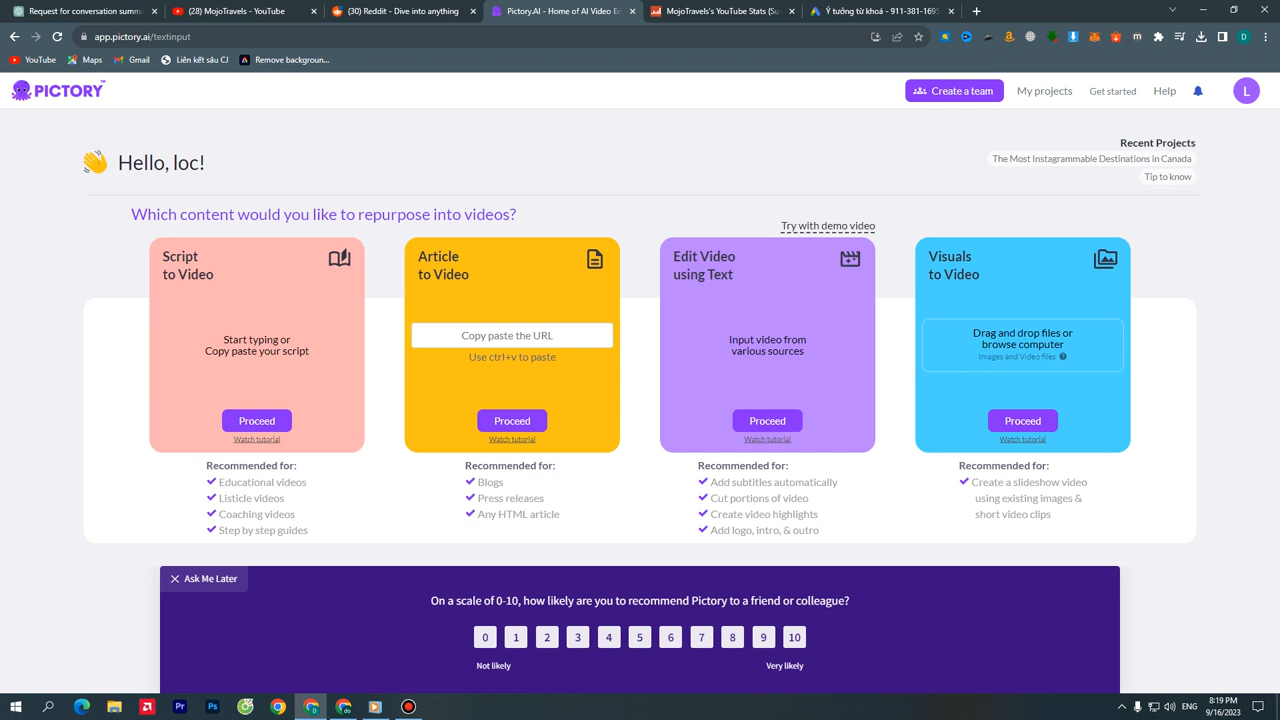 Request for conversation summ
(28) MojoTravels - YouTube
(30) Reddit - Dive into anything
Pictory.AI - Home of AI Video Ed
MojoTravels's YouTube Stats (Su
Ý tưởng từ khoá - 911-381-169
app.pictory.ai/textinput
D
YouTube
Maps
Gmail
Liên kết sâu CJ
Remove backgroun...
PICTORY
Create a team
My projects
Get started
Help
L
Hello, loc!
Recent Projects
The Most Instagrammable Destinations in Canada
Tip to know
Which content would you like to repurpose into videos?
Try with demo video
Script
to Video
Start typing or
Copy paste your script
Proceed
Watch tutorial
Article
to Video
Copy paste the URL
Use ctrl+v to paste
Proceed
Watch tutorial
Edit Video
using Text
Input video from
various sources
Proceed
Watch tutorial
Visuals
to Video
Drag and drop files or
browse computer
Images and Video files
Proceed
Watch tutorial
Recommended for:
Educational videos
Listicle videos
Coaching videos
Step by step guides
Recommended for:
Blogs
Press releases
Any HTML article
Recommended for:
Add subtitles automatically
Cut portions of video
Create video highlights
Add logo, intro, & outro
Recommended for:
Create a slideshow video
using existing images &
short video clips
Ask Me Later
On a scale of 0-10, how likely are you to recommend Pictory to a friend or colleague?
0 1 2 3 4 5 6 7 8 9 10
Not likely
Very likely
Pr
Ps
ENG
8:19 PM
9/16/2023